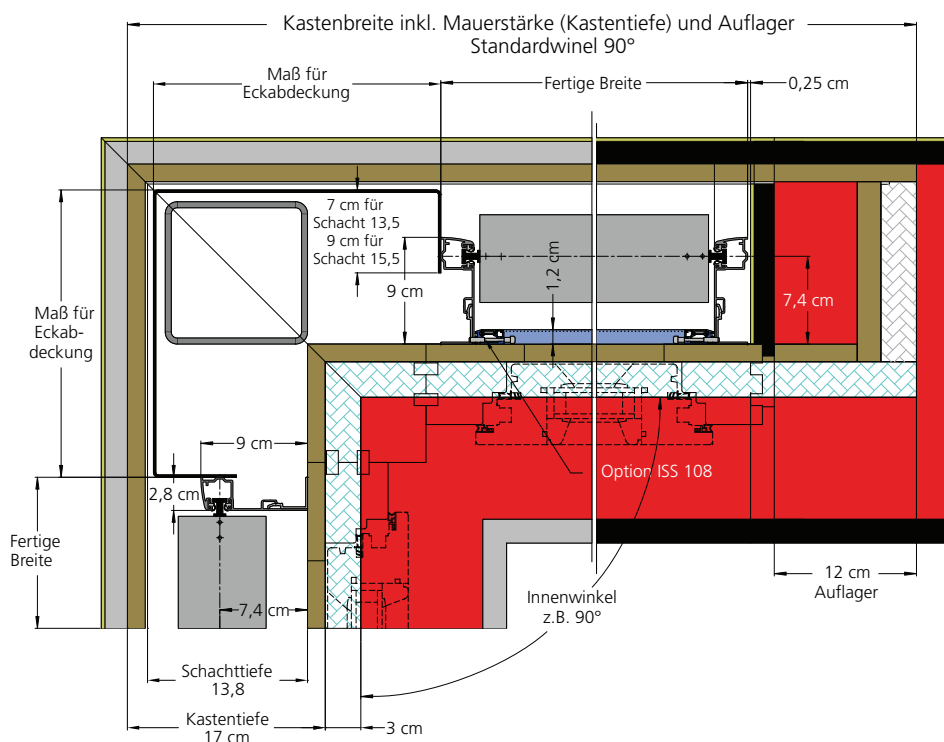 Kastenbreite inkl. Mauerstärke (Kastentiefe) und Auflager
Standardwinel 90°
Maß für
Eckabdeckung
Fertige Breite
0,25 cm
7 cm für
Schacht 13,5
9 cm für
Schacht 15,5
9 cm
1,2 cm
7,4 cm
Maß für
Eckab-
deckung
9 cm
2,8 cm
Option ISS 108
Fertige
Breite
7,4 cm
Innenwinkel
z.B. 90°
12 cm
Auflager
Schachttiefe
13,8
Kastentiefe
17 cm
3 cm